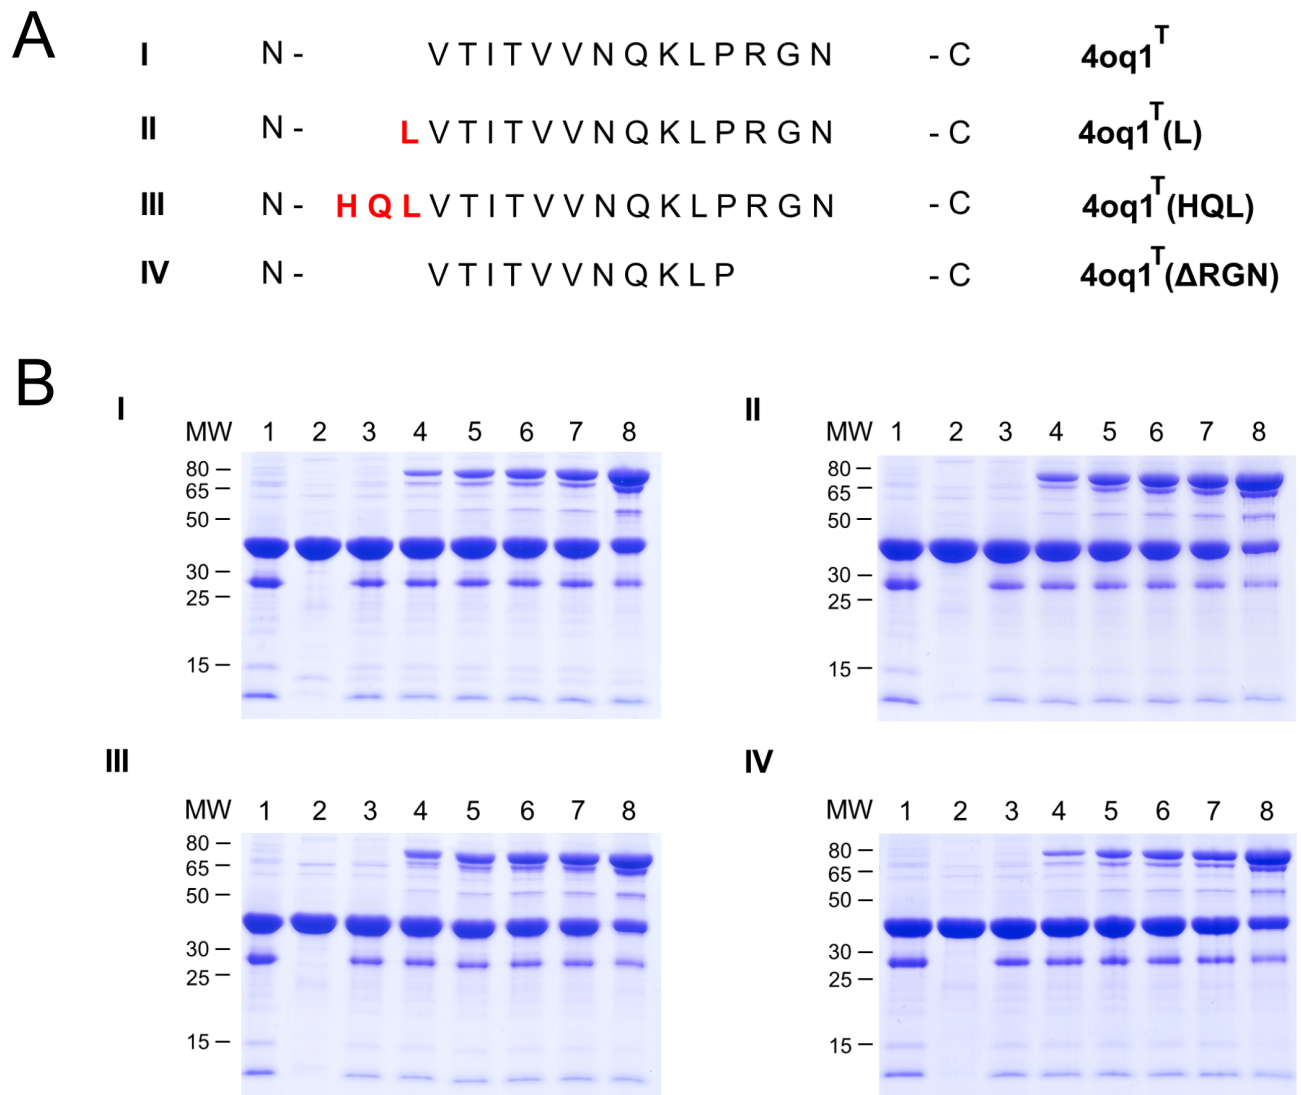 A
I N - V T I T V V N Q K L P R G N - C 4oq1T
II N - L V T I T V V N Q K L P R G N - C 4oq1T(L)
III N - H Q L V T I T V V N Q K L P R G N - C 4oq1T(HQL)
IV N - V T I T V V N Q K L P - C 4oq1T(ΔRGN)
B
I
MW 1 2 3 4 5 6 7 8
80
65
50
30
25
15
II
MW 1 2 3 4 5 6 7 8
80
65
50
30
25
15
III
MW 1 2 3 4 5 6 7 8
80
65
50
30
25
15
IV
MW 1 2 3 4 5 6 7 8
80
65
50
30
25
15